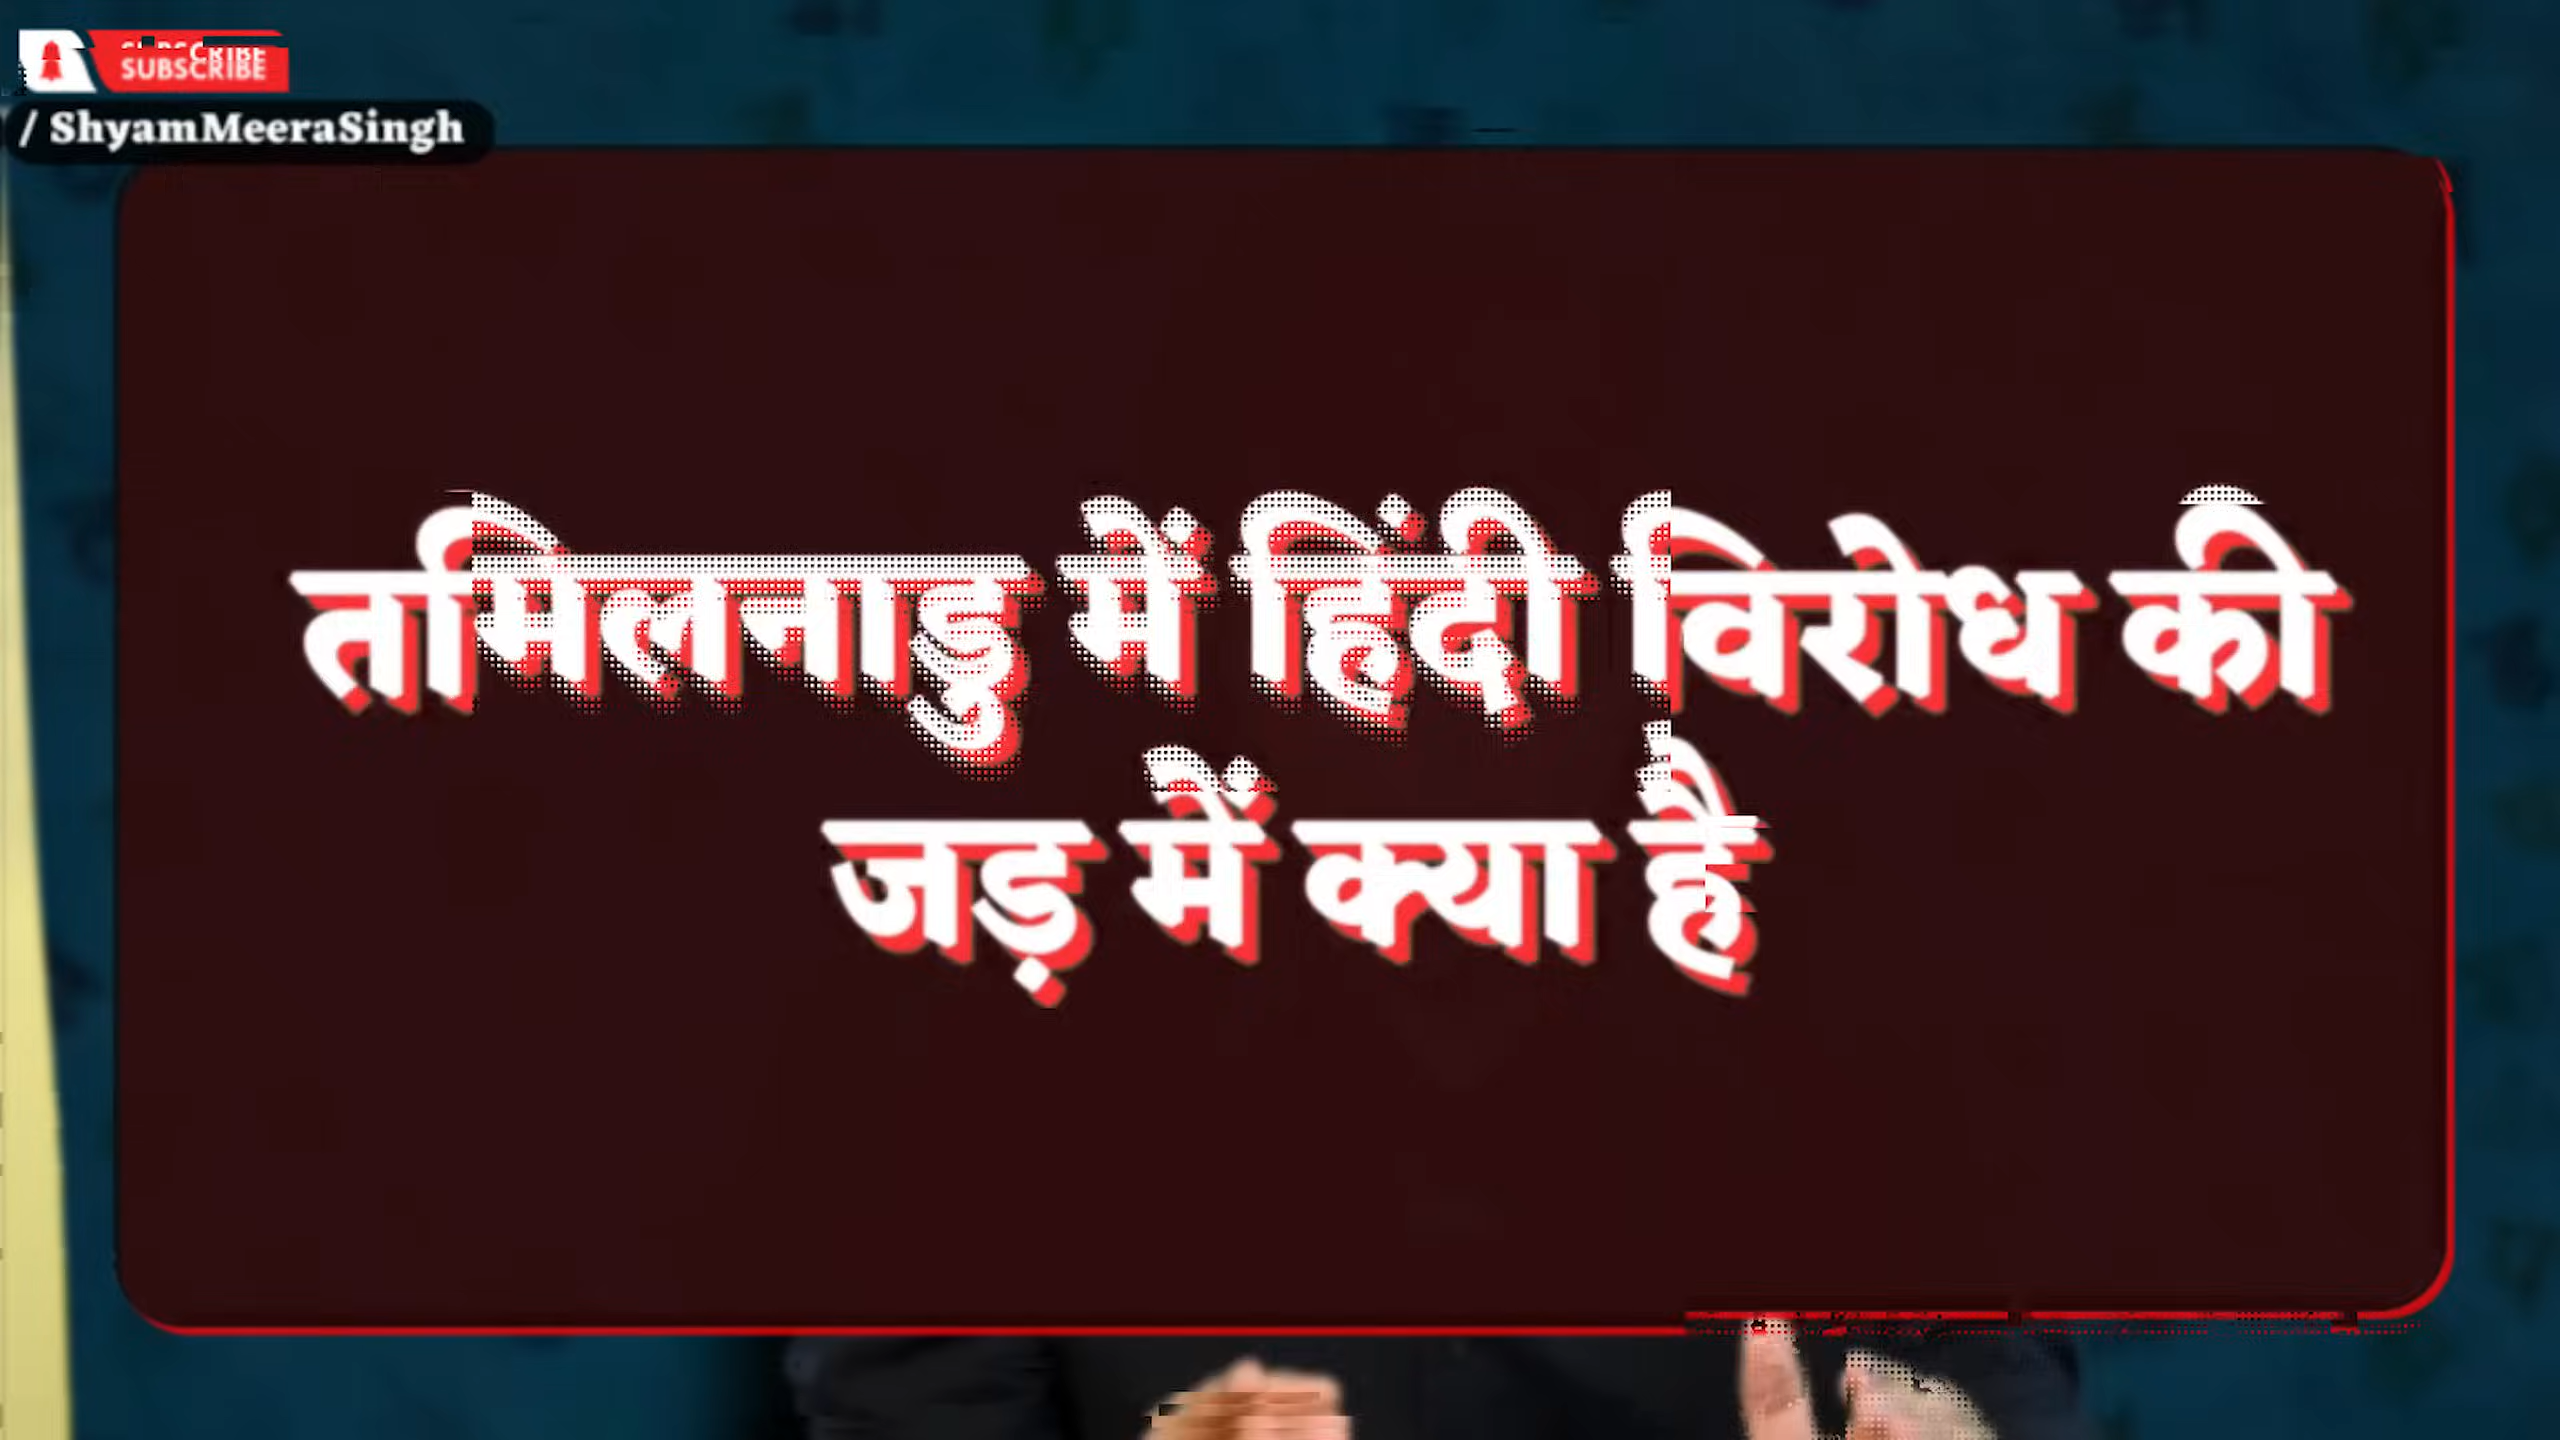 SUBSCRIBE
/ ShyamMeeraSingh
तमिलनाडु में हिंदी विरोध की
जड़ में क्या है